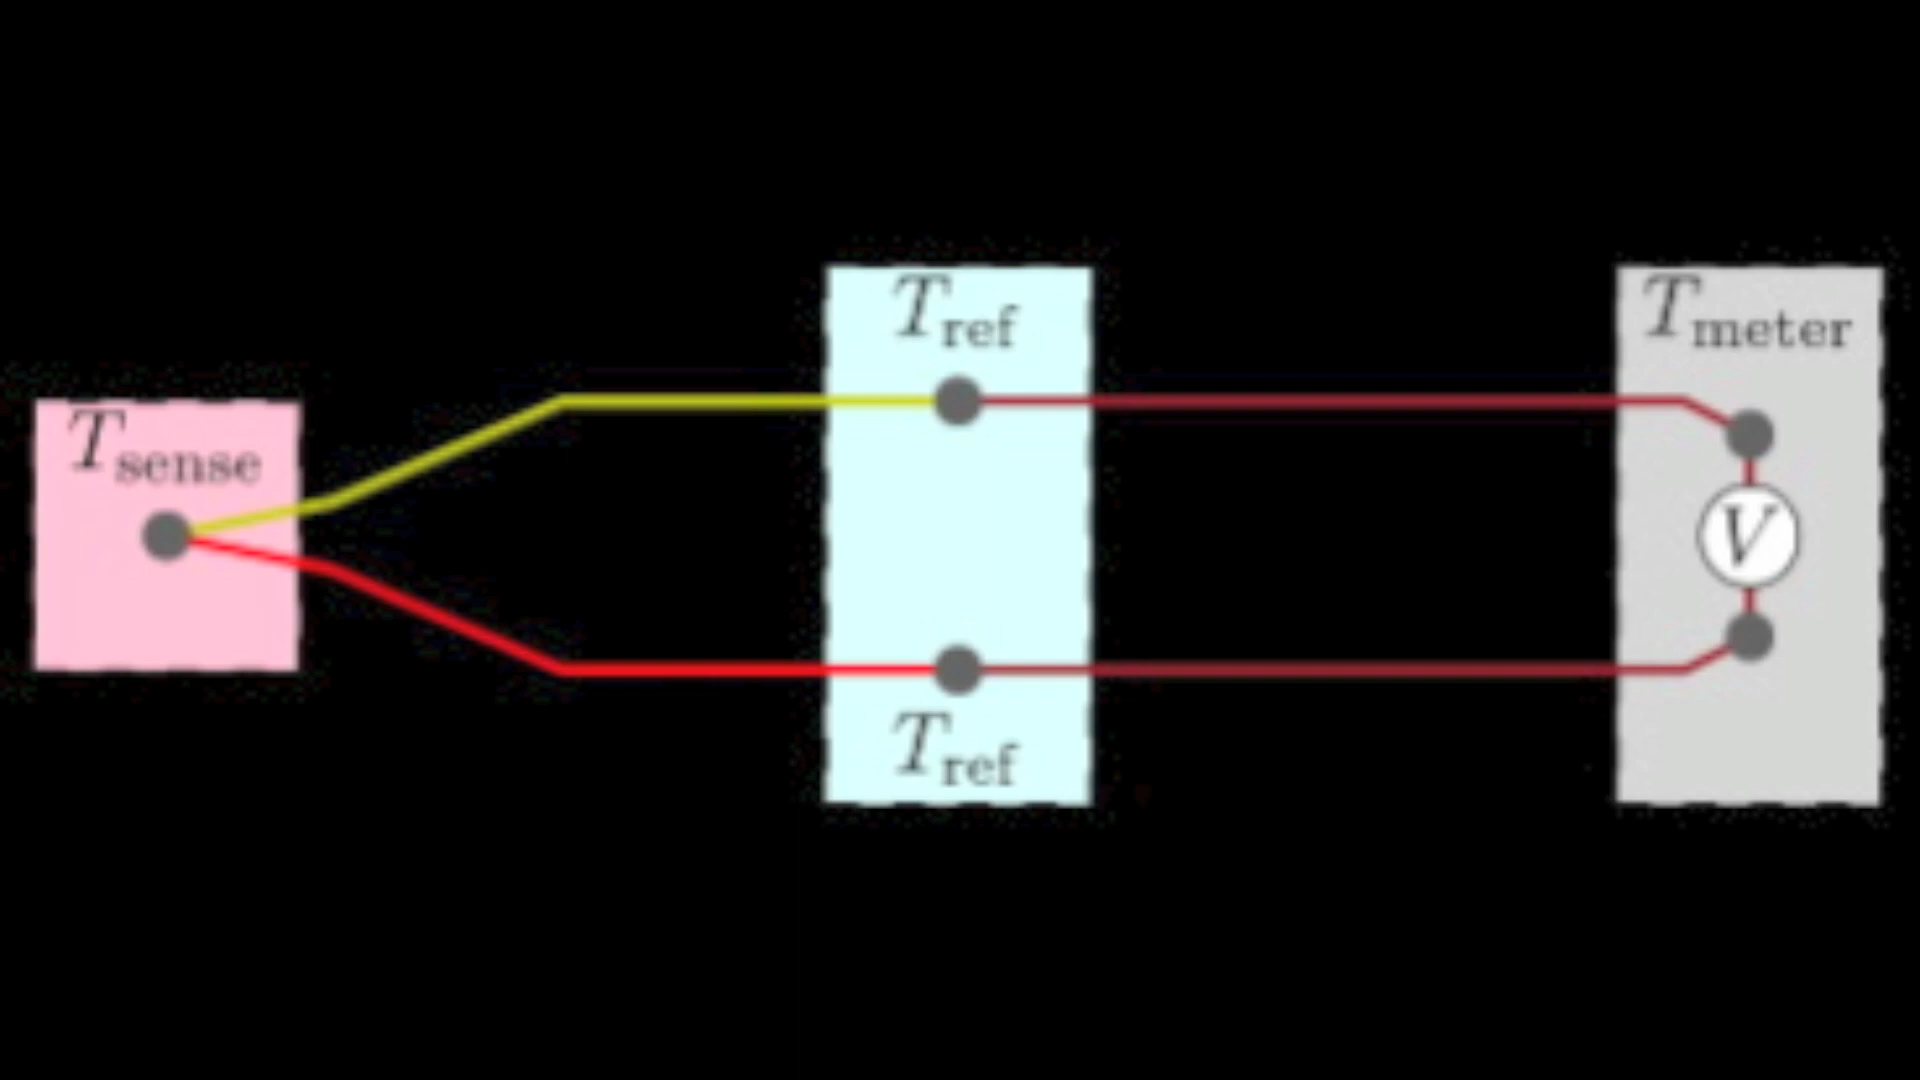 T_ref
T_meter
T_sense
V
T_ref